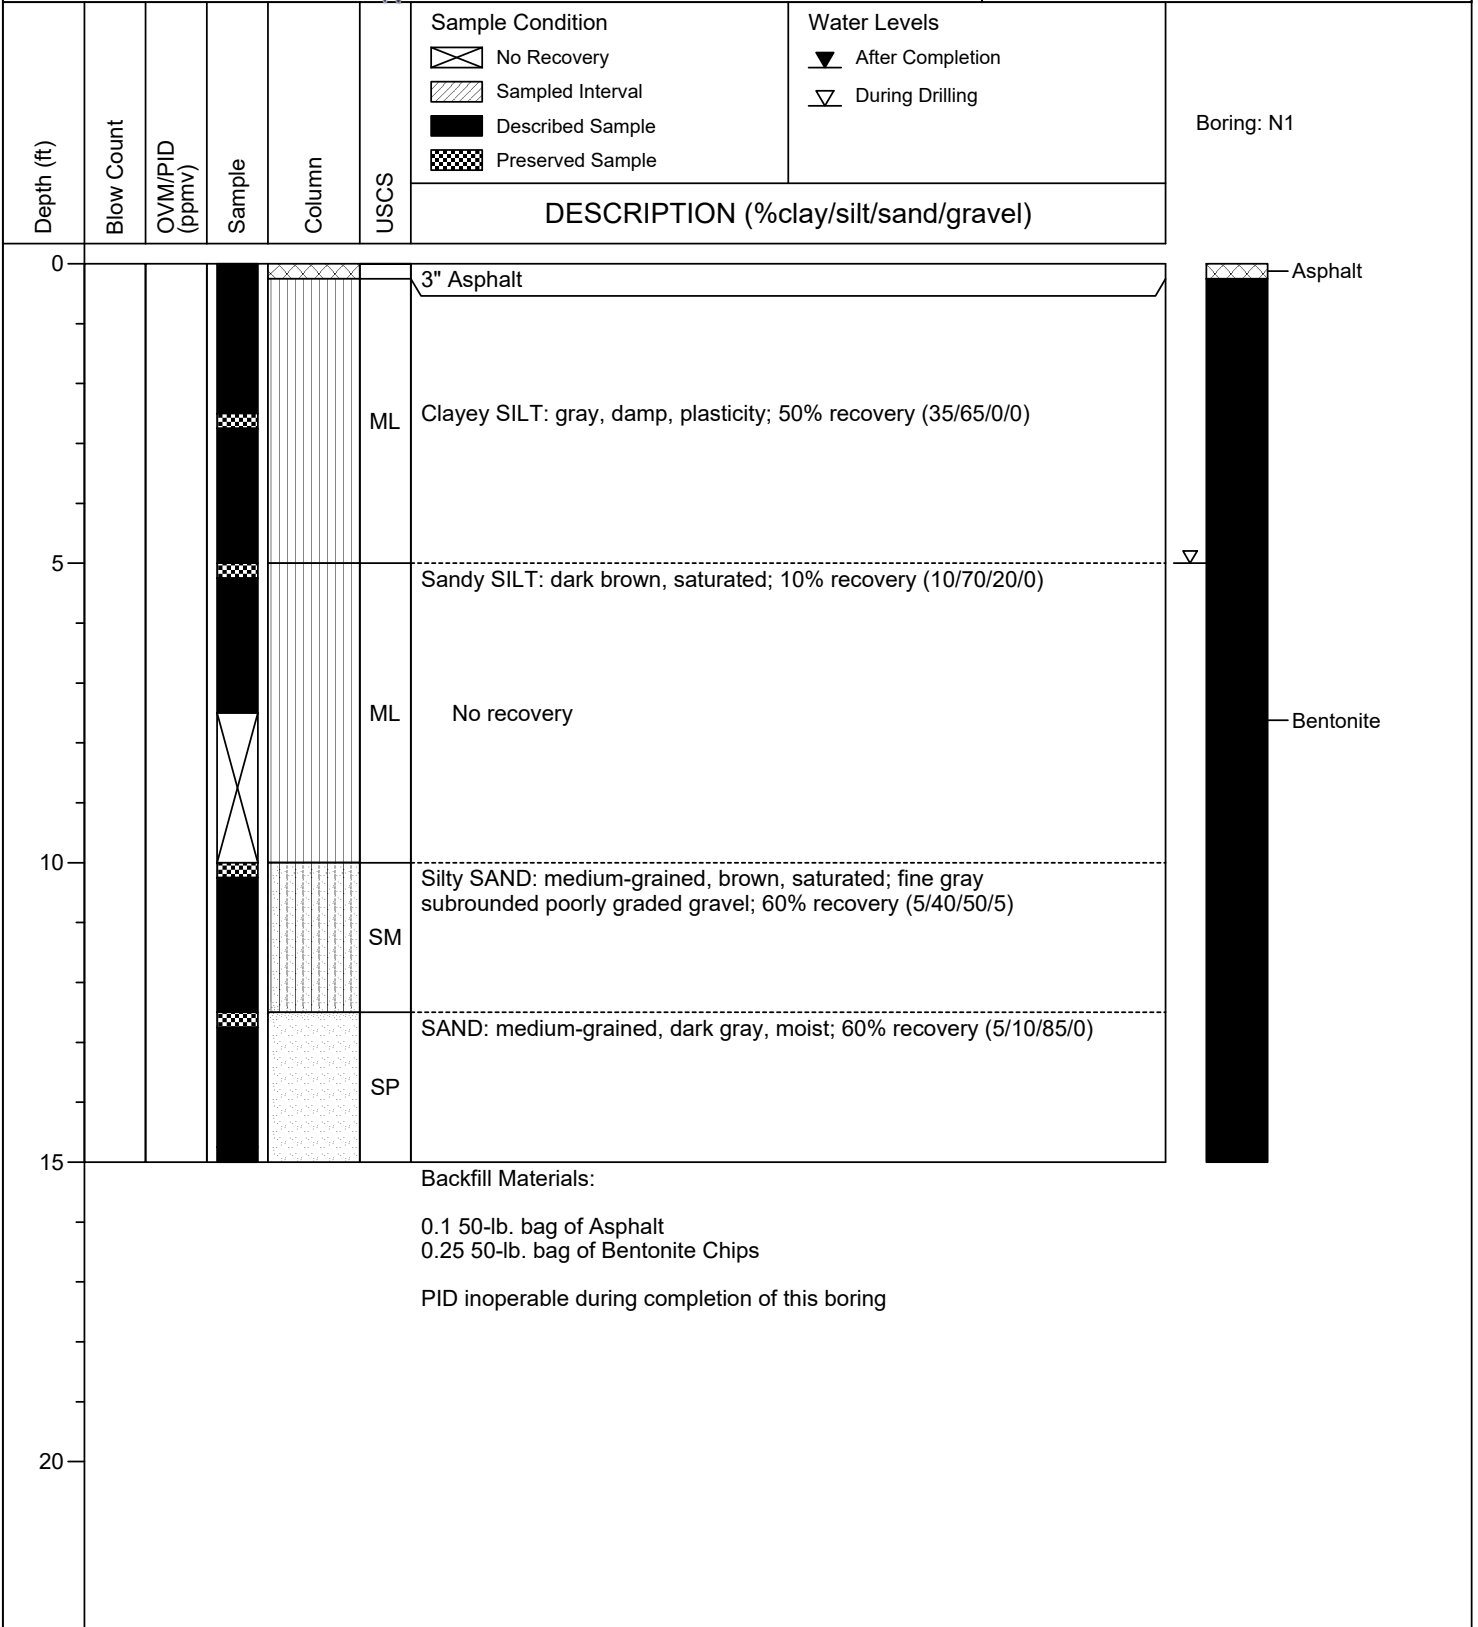 Depth (ft)
Blow Count
OVM/PID
(ppmv)
Sample
Column
USCS
Sample Condition
No Recovery
Sampled Interval
Described Sample
Preserved Sample
Water Levels
After Completion
During Drilling
DESCRIPTION (%clay/silt/sand/gravel)
Boring: N1
0
3" Asphalt
Asphalt
ML
Clayey SILT: gray, damp, plasticity; 50% recovery (35/65/0/0)
5
Sandy SILT: dark brown, saturated; 10% recovery (10/70/20/0)
ML
No recovery
Bentonite
10
Silty SAND: medium-grained, brown, saturated; fine gray
subrounded poorly graded gravel; 60% recovery (5/40/50/5)
SM
SAND: medium-grained, dark gray, moist; 60% recovery (5/10/85/0)
SP
15
Backfill Materials:
0.1 50-lb. bag of Asphalt
0.25 50-lb. bag of Bentonite Chips
PID inoperable during completion of this boring
20